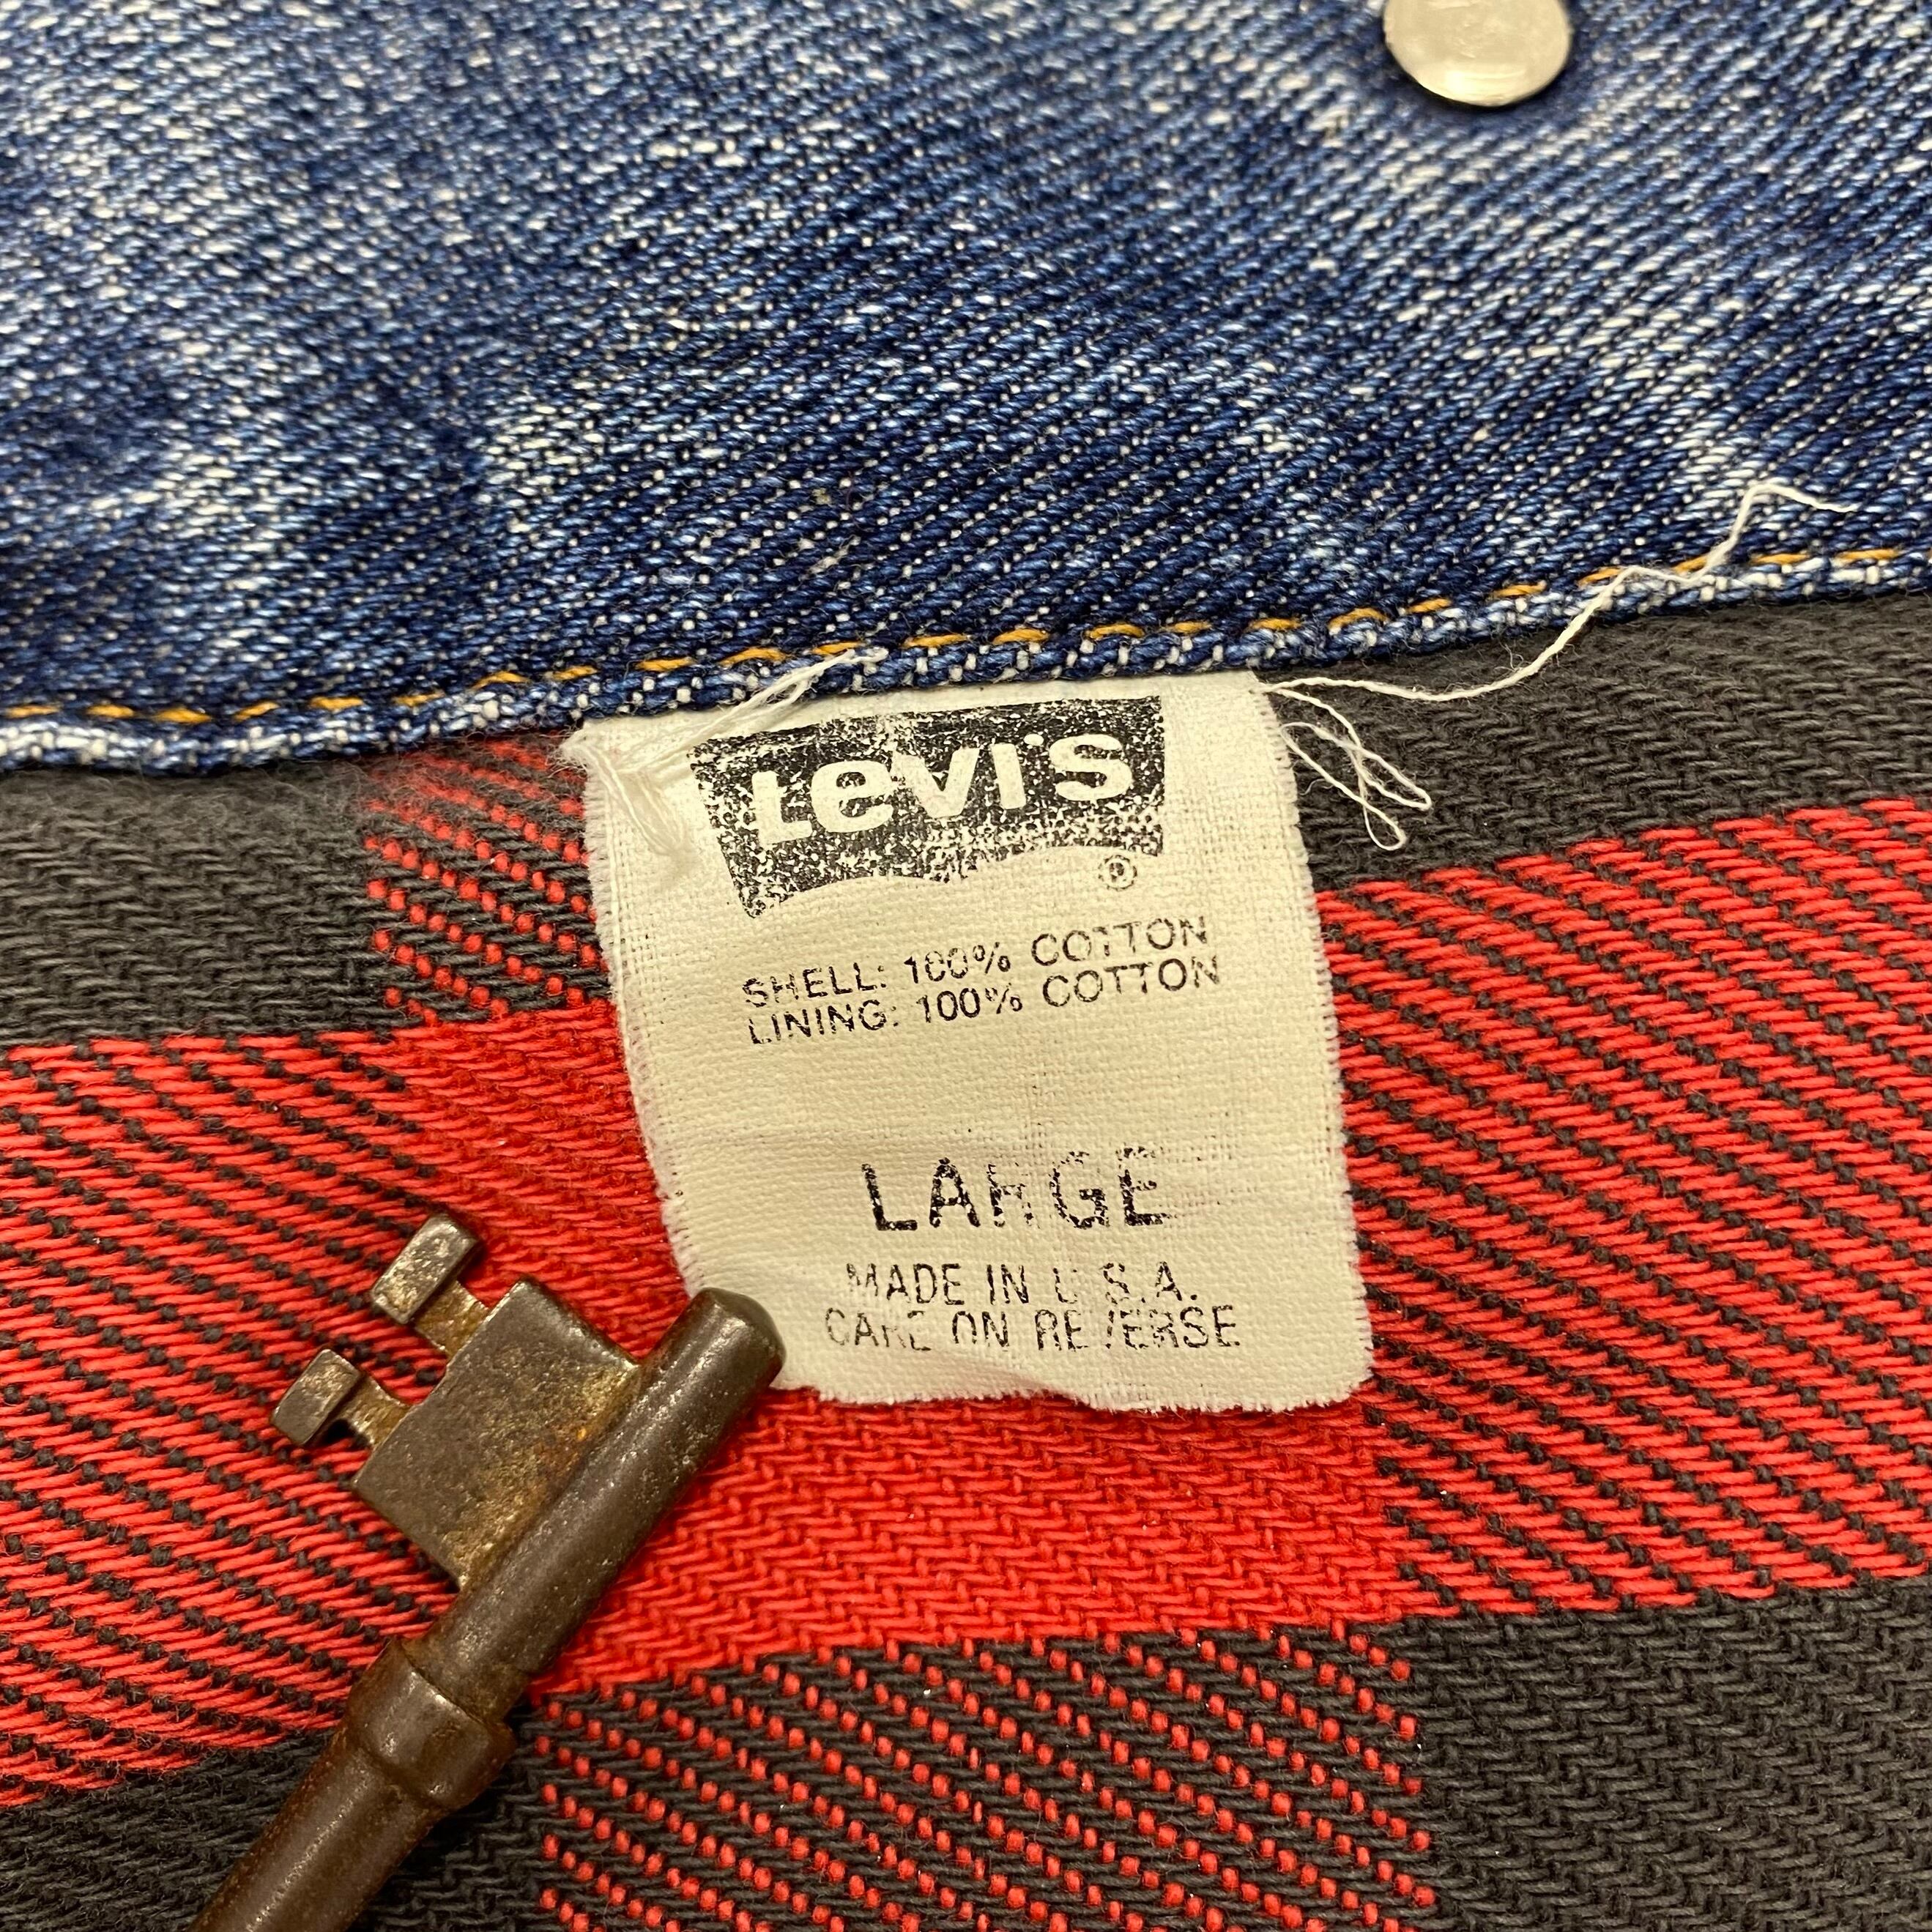 Levi's
®
SHELL: 100% COTTON
LINING: 100% COTTON
LARGE
MADE IN U.S.A.
CARE ON REVERSE